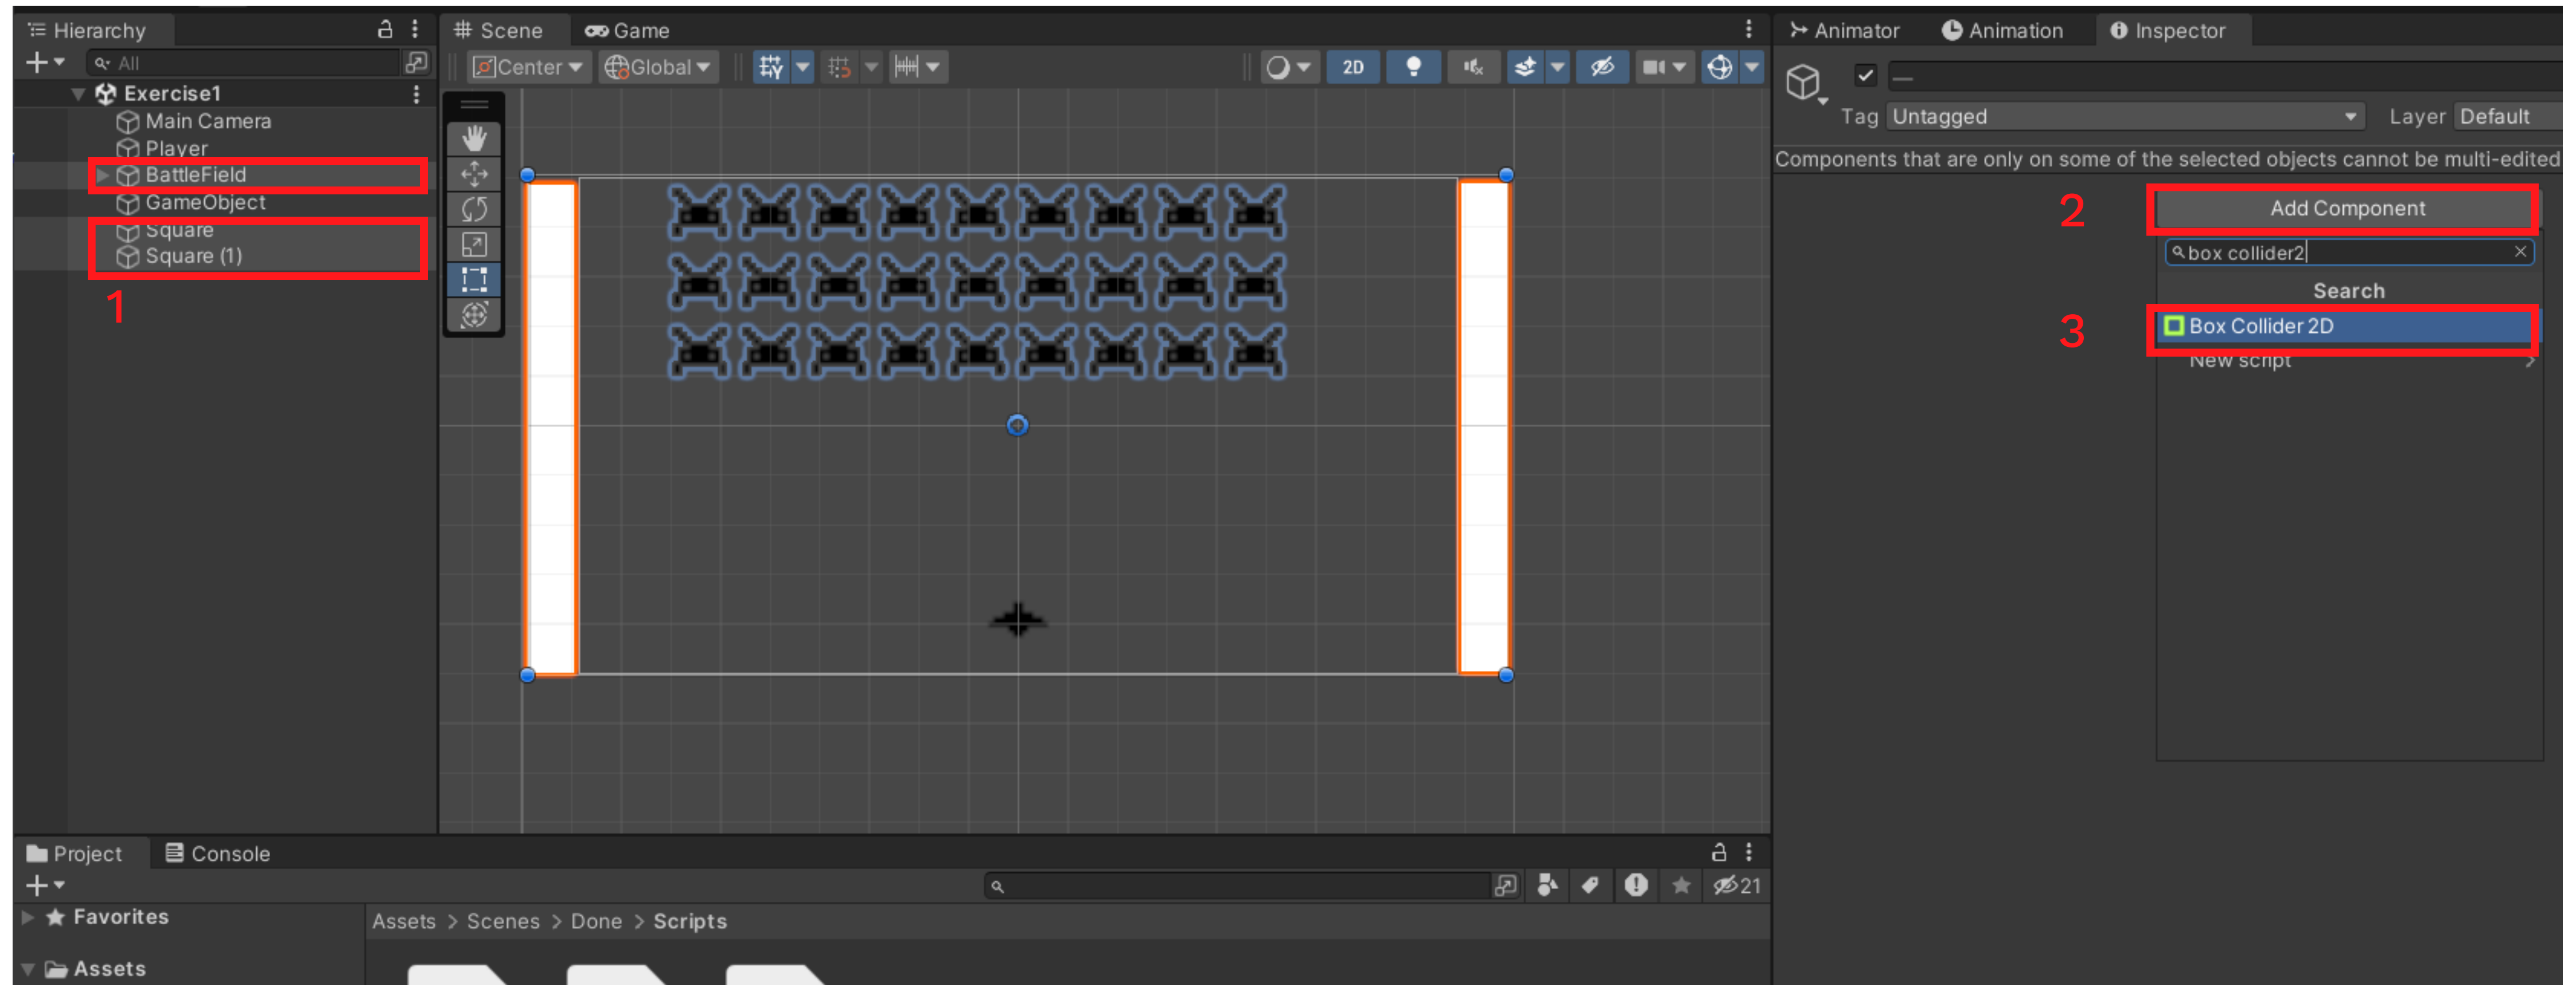 Hierarchy
All
Exercise1
Main Camera
Player
BattleField
GameObject
Square
Square (1)
1
Scene
Game
Center
Global
2D
Animator
Animation
Inspector
—
Tag
Untagged
Layer
Default
Components that are only on some of the selected objects cannot be multi-edited
2
Add Component
box collider2
Search
3
Box Collider 2D
New script
Project
Console
21
Favorites
Assets > Scenes > Done > Scripts
Assets